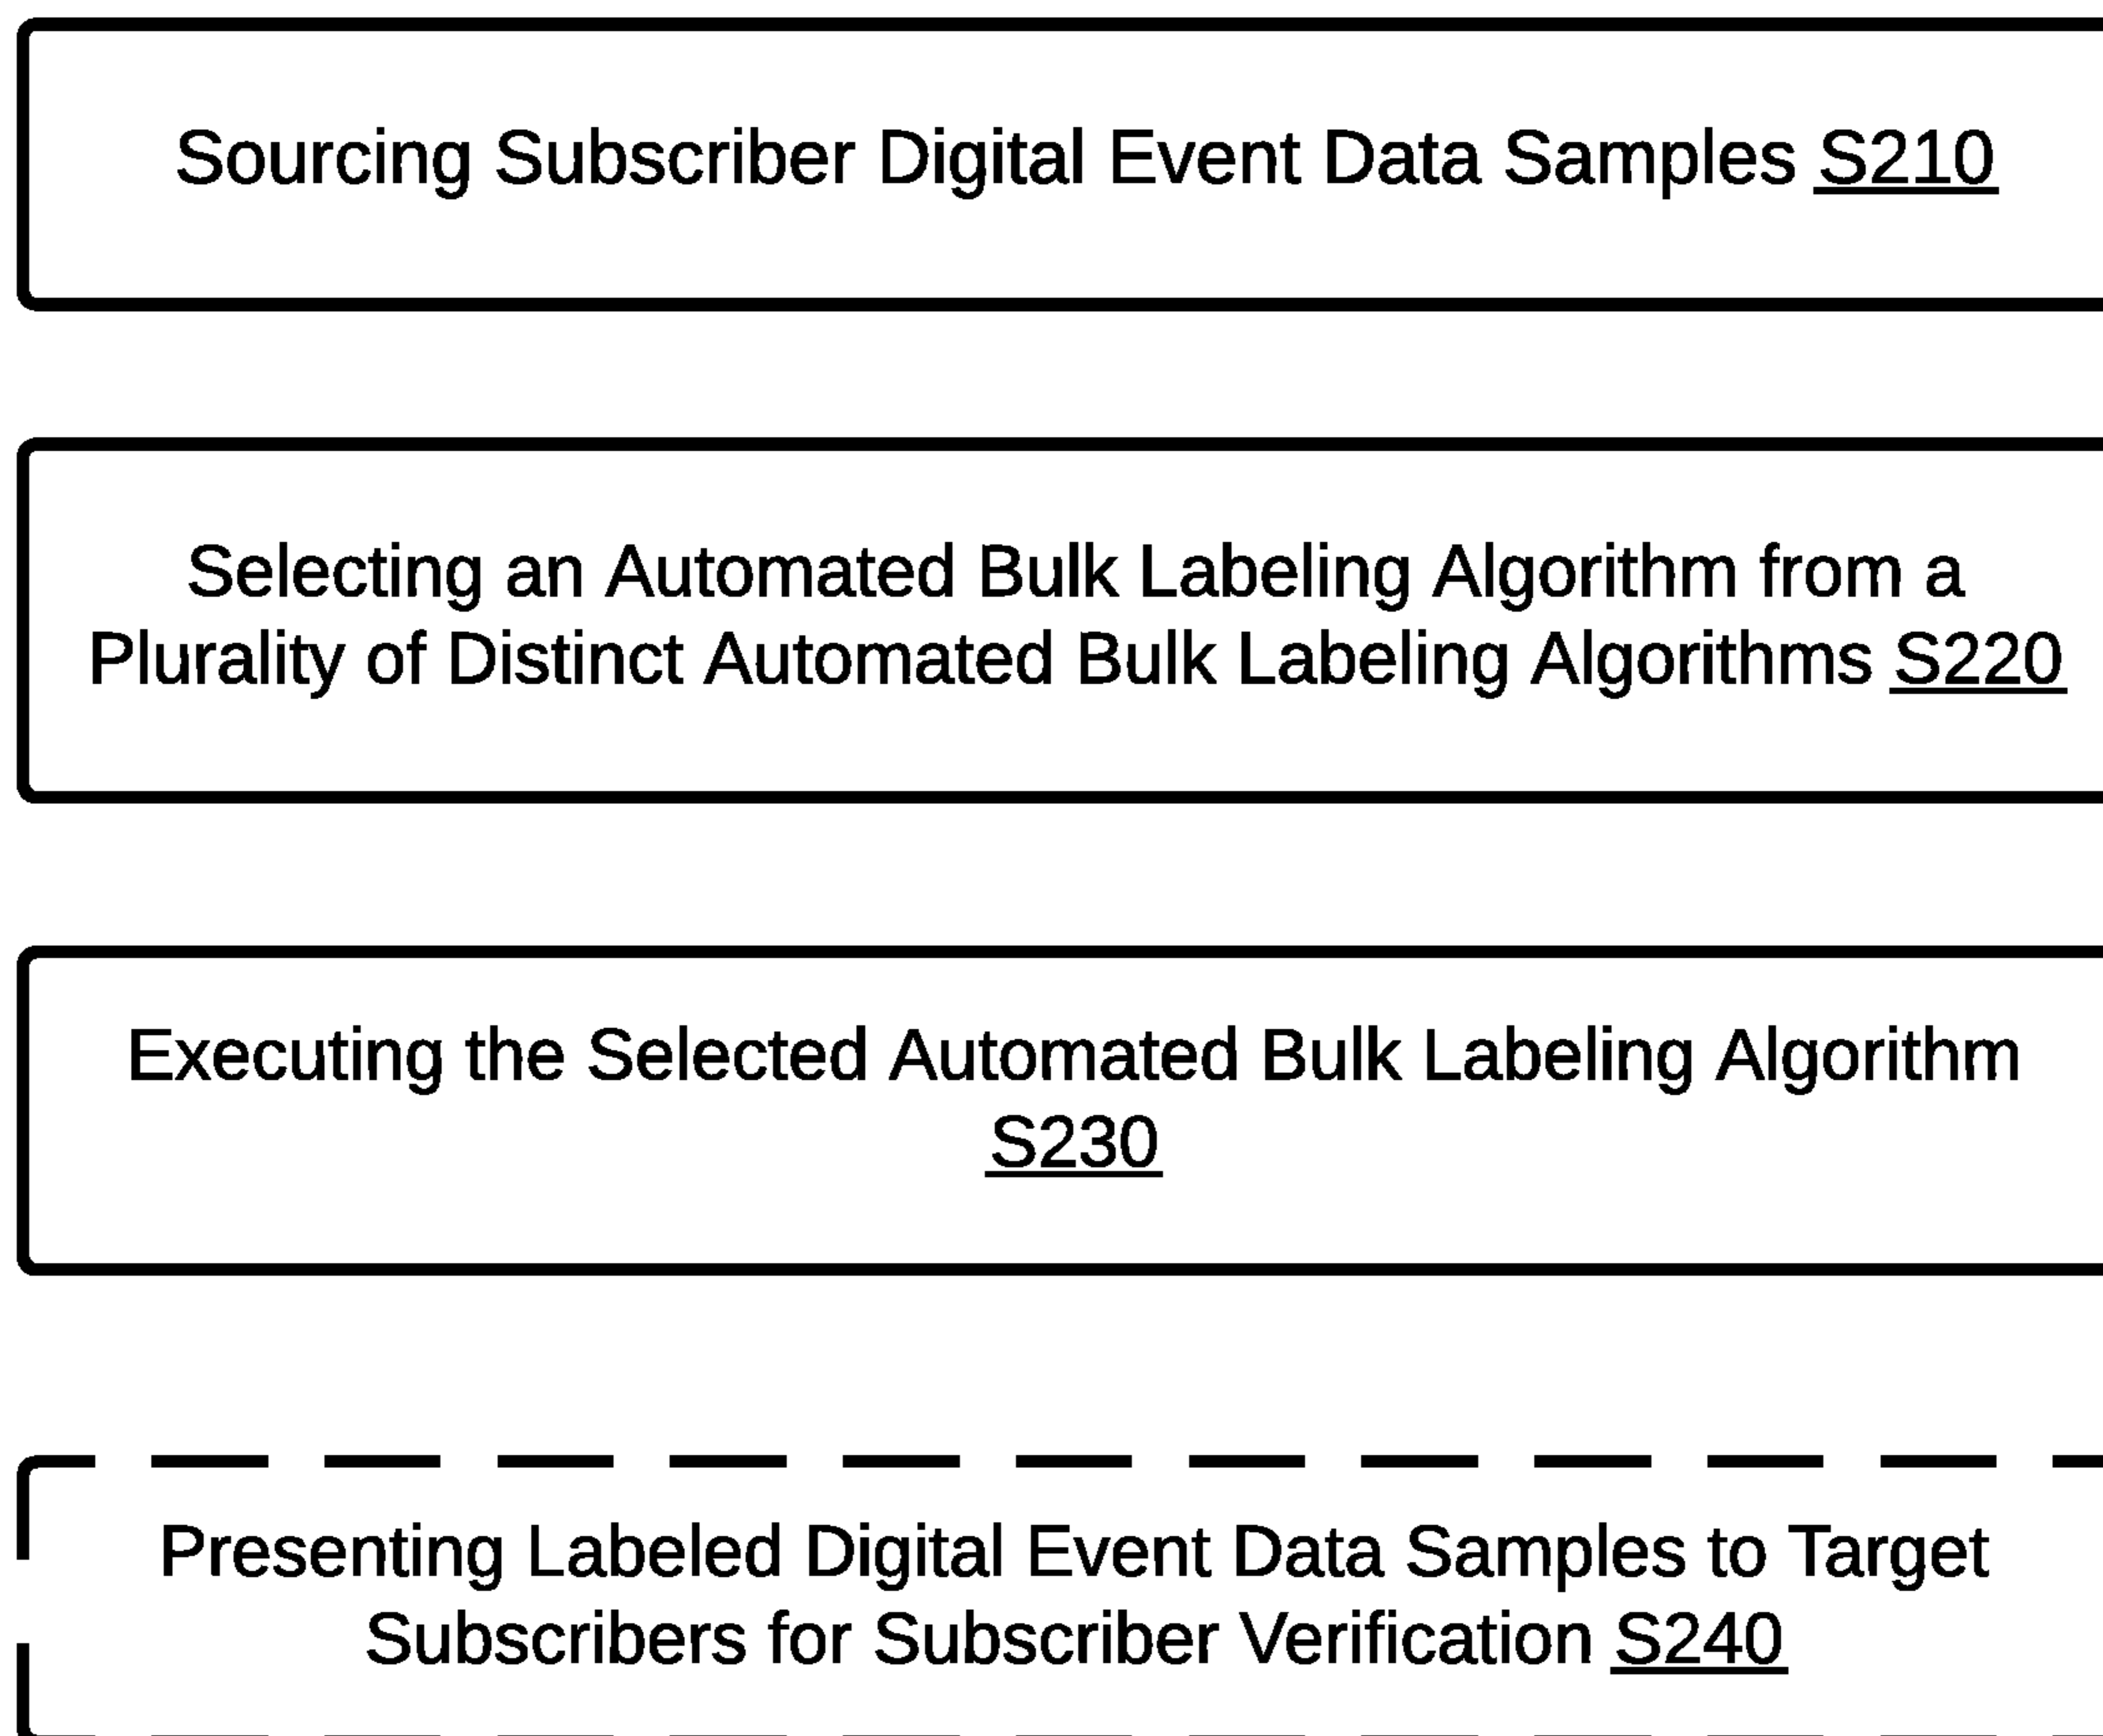 Sourcing Subscriber Digital Event Data Samples S210
Selecting an Automated Bulk Labeling Algorithm from a
Plurality of Distinct Automated Bulk Labeling Algorithms S220
Executing the Selected Automated Bulk Labeling Algorithm
S230
Presenting Labeled Digital Event Data Samples to Target
Subscribers for Subscriber Verification S240